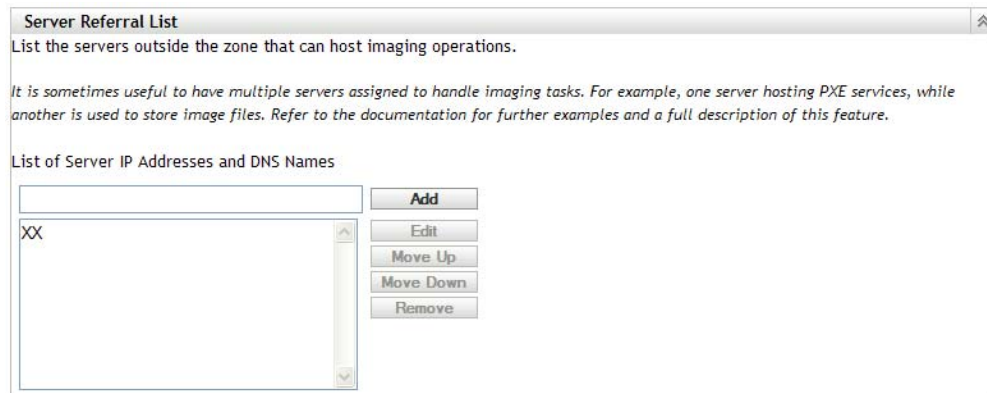 Server Referral List
List the servers outside the zone that can host imaging operations.
It is sometimes useful to have multiple servers assigned to handle imaging tasks. For example, one server hosting PXE services, while
another is used to store image files. Refer to the documentation for further examples and a full description of this feature.
List of Server IP Addresses and DNS Names
Add
XX
Edit
Move Up
Move Down
Remove